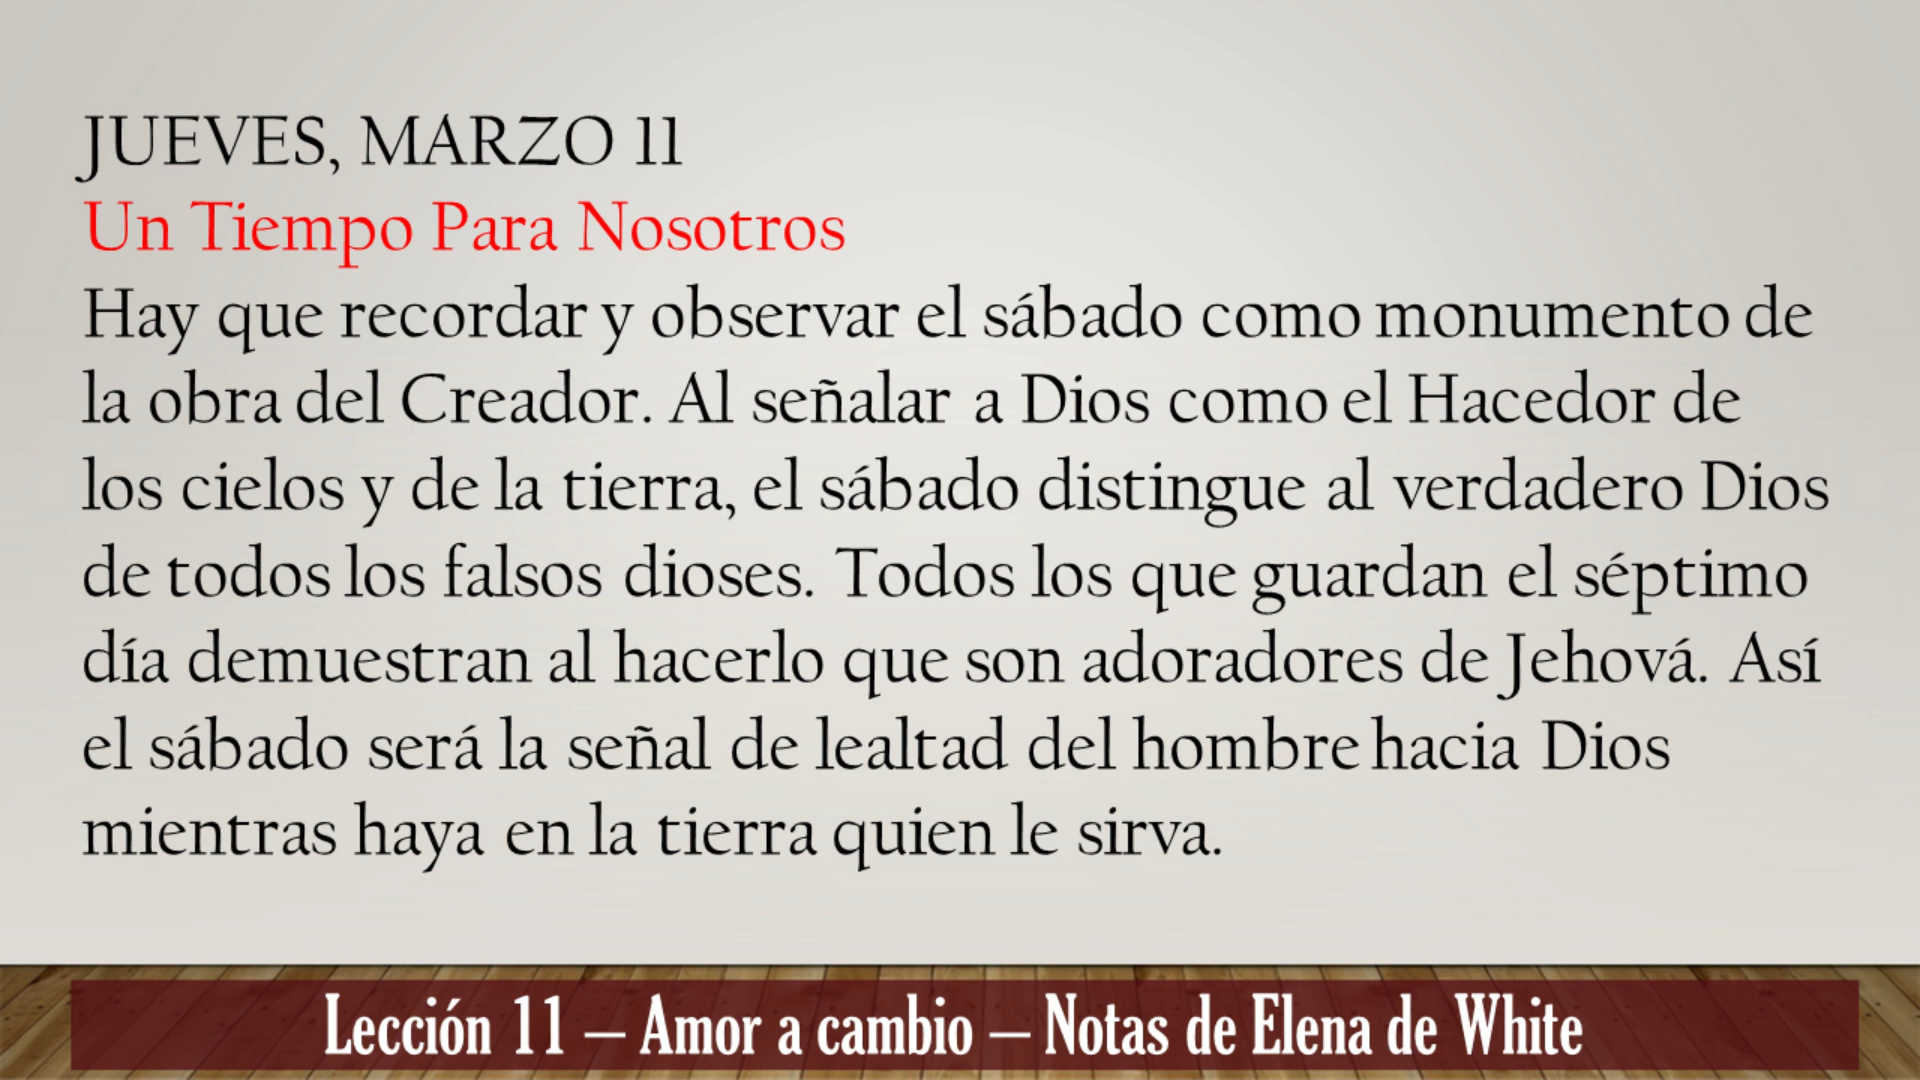 JUEVES, MARZO 11
Un Tiempo Para Nosotros
Hay que recordar y observar el sábado como monumento de
la obra del Creador. Al señalar a Dios como el Hacedor de
los cielos y de la tierra, el sábado distingue al verdadero Dios
de todos los falsos dioses. Todos los que guardan el séptimo
día demuestran al hacerlo que son adoradores de Jehová. Así
el sábado será la señal de lealtad del hombre hacia Dios
mientras haya en la tierra quien le sirva.
Lección 11 – Amor a cambio – Notas de Elena de White